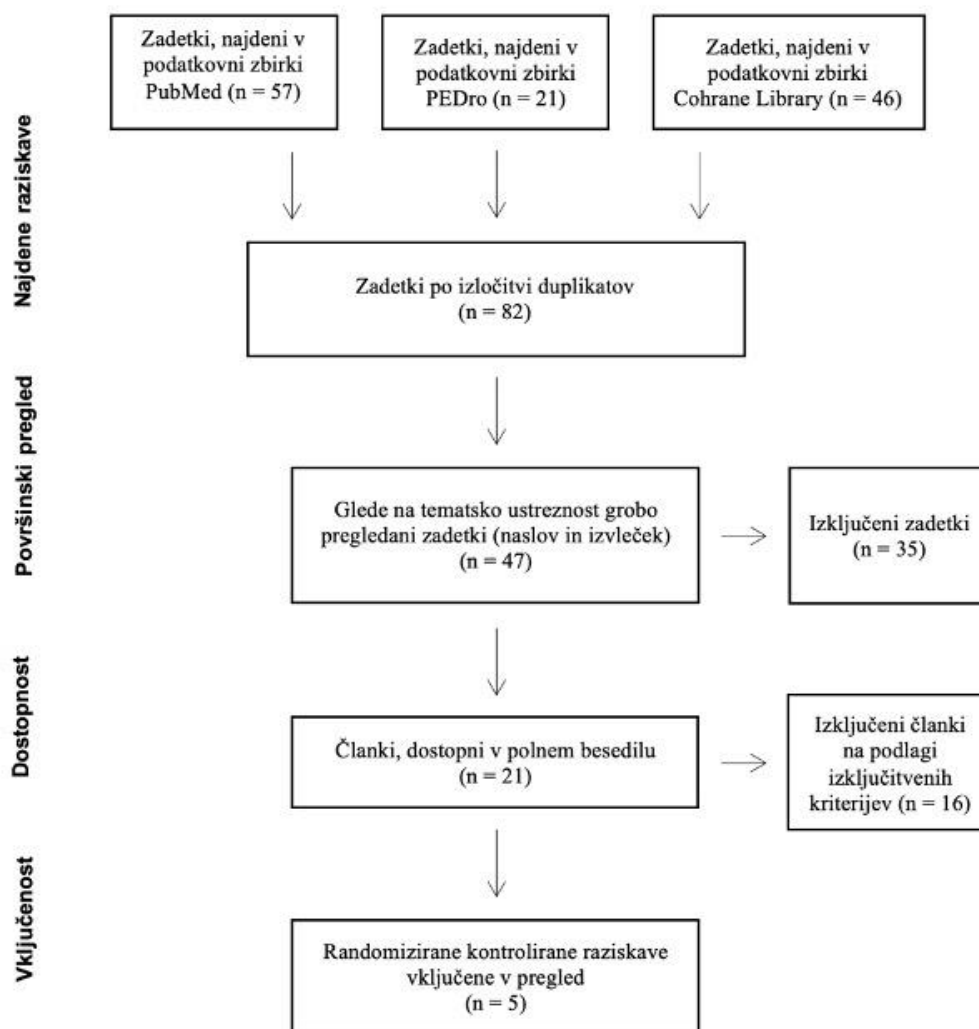 Zadetki, najdeni v
podatkovni zbirki
PubMed (n = 57)
Zadetki, najdeni v
podatkovni zbirki
PEDro (n = 21)
Zadetki, najdeni v
podatkovni zbirki
Cohrane Library (n = 46)
Najdene raziskave
Zadetki po izločitvi duplikatov
(n = 82)
Površinski pregled
Glede na tematsko ustreznost grobo
pregledani zadetki (naslov in izvleček)
(n = 47)
Izključeni zadetki
(n = 35)
Dostopnost
Članki, dostopni v polnem besedilu
(n = 21)
Izključeni članki
na podlagi
izključitvenih
kriterijev (n = 16)
Vključenost
Randomizirane kontrolirane raziskave
vključene v pregled
(n = 5)